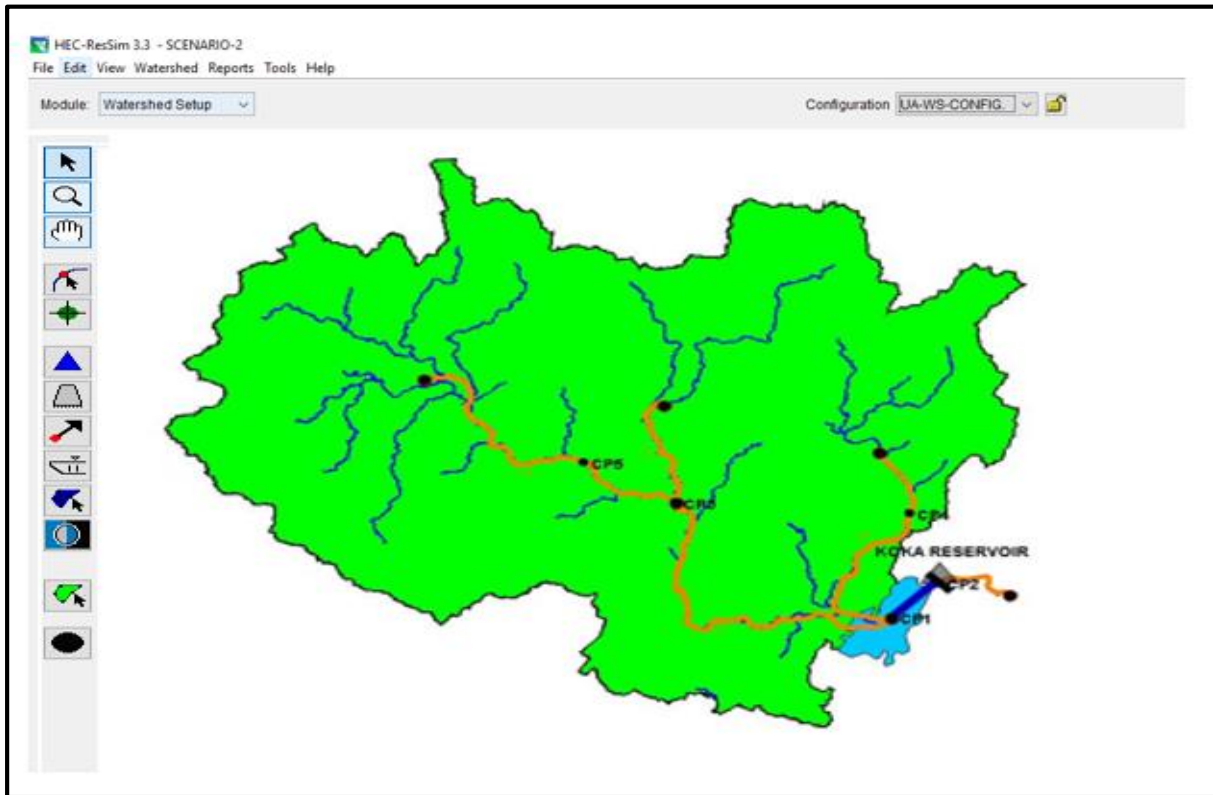 HEC-ResSim 3.3 - SCENARIO-2
File Edit View Watershed Reports Tools Help
Module: Watershed Setup
Configuration UA-WS-CONFIG.
CP5
KOKA RESERVOIR
CP2
CP1